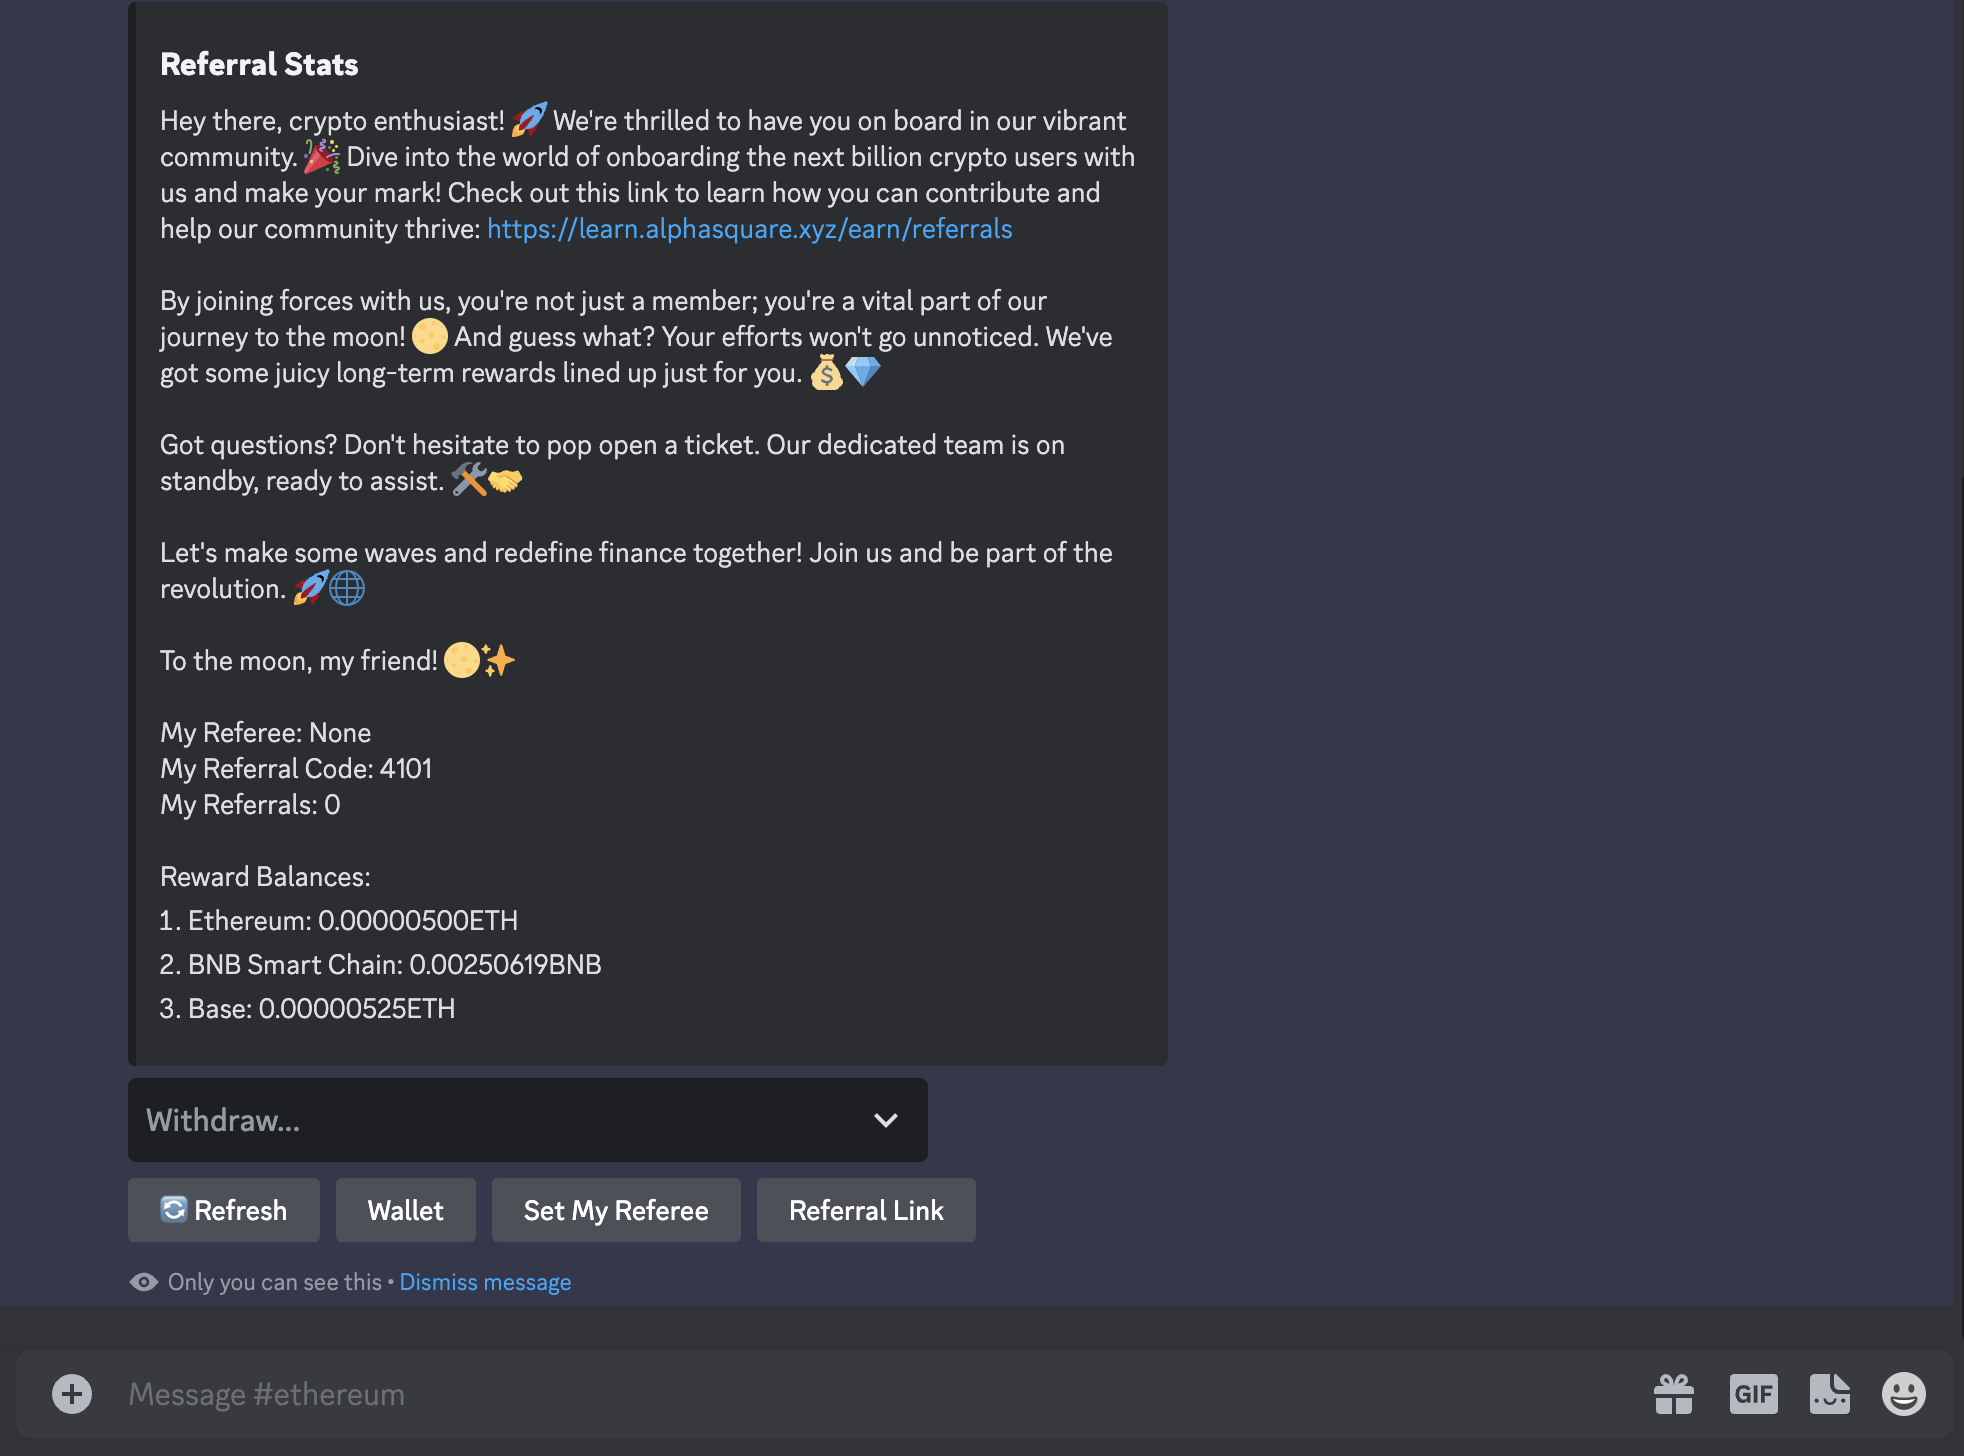 Referral Stats
Hey there, crypto enthusiast! 🚀 We're thrilled to have you on board in our vibrant
community. 🎉 Dive into the world of onboarding the next billion crypto users with
us and make your mark! Check out this link to learn how you can contribute and
help our community thrive: https://learn.alphasquare.xyz/earn/referrals
By joining forces with us, you're not just a member; you're a vital part of our
journey to the moon! 🌕 And guess what? Your efforts won't go unnoticed. We've
got some juicy long-term rewards lined up just for you. 💰💎
Got questions? Don't hesitate to pop open a ticket. Our dedicated team is on
standby, ready to assist. 🛠️🤝
Let's make some waves and redefine finance together! Join us and be part of the
revolution. 🚀🌐
To the moon, my friend! 🌕✨
My Referee: None
My Referral Code: 4101
My Referrals: 0
Reward Balances:
1. Ethereum: 0.00000500ETH
2. BNB Smart Chain: 0.00250619BNB
3. Base: 0.00000525ETH
Withdraw...
🔄 Refresh Wallet Set My Referee Referral Link
Only you can see this • Dismiss message
Message #ethereum GIF